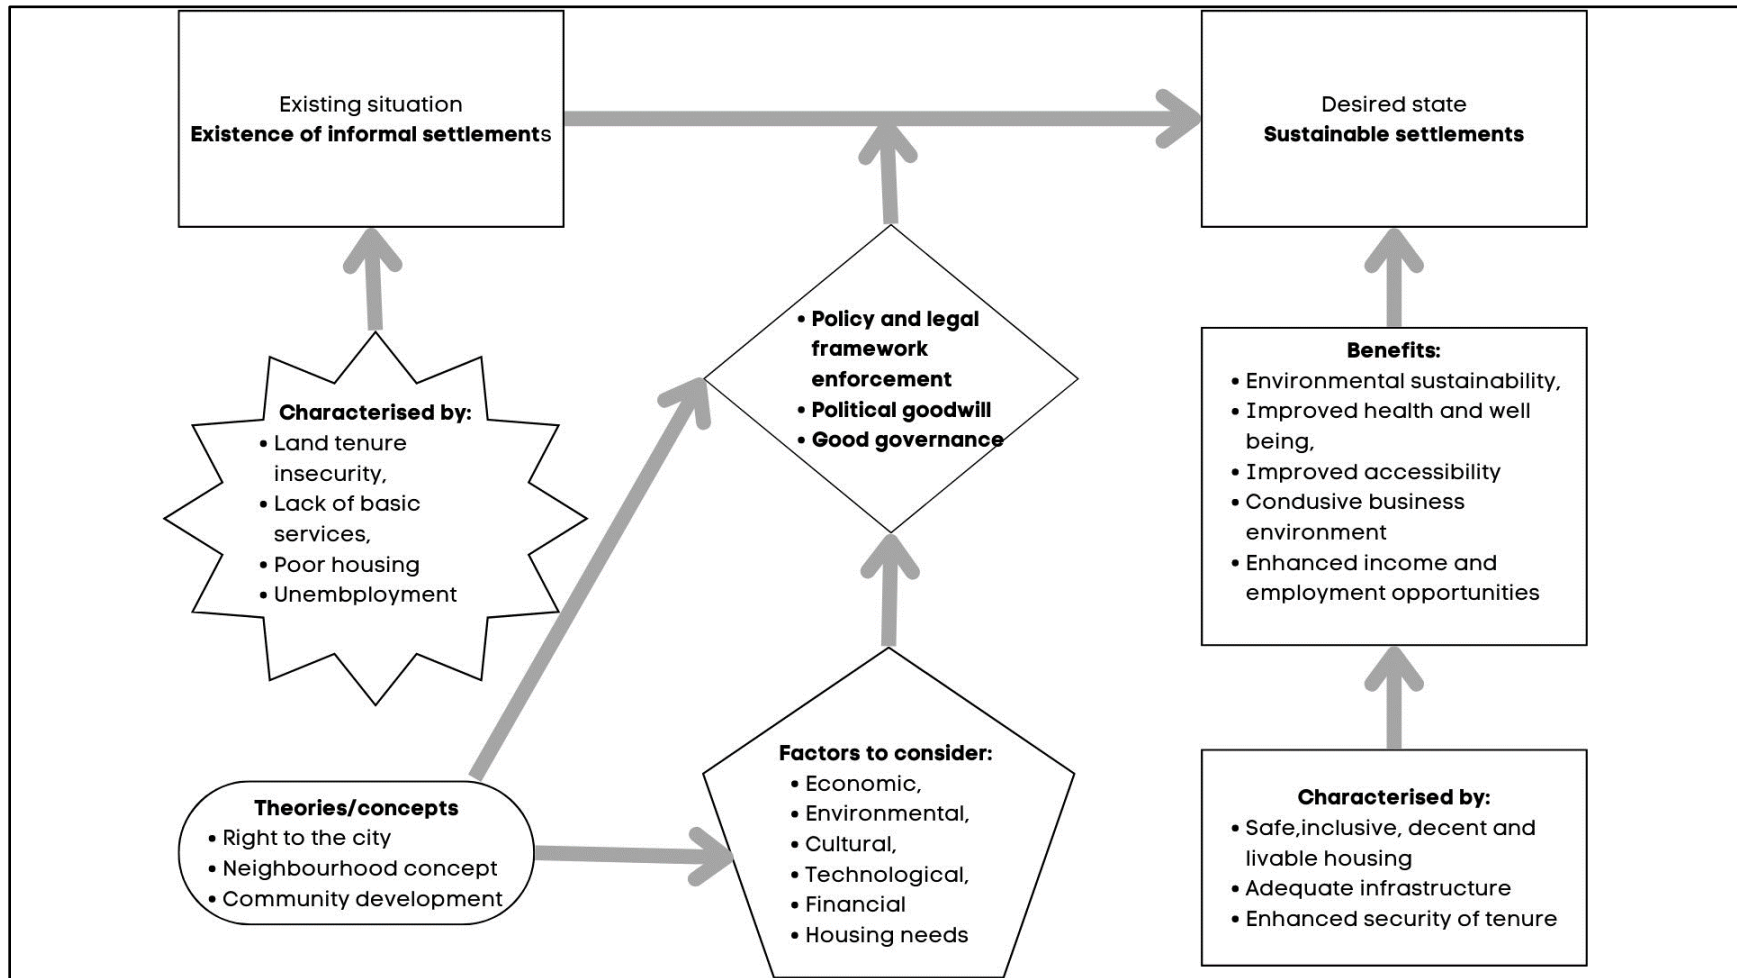 Existing situation
Existence of informal settlements
Desired state
Sustainable settlements
• Policy and legal
framework
enforcement
• Political goodwill
• Good governance
Characterised by:
• Land tenure
insecurity,
• Lack of basic
services,
• Poor housing
• Unembployment
Benefits:
• Environmental sustainability,
• Improved health and well
being,
• Improved accessibility
• Condusive business
environment
• Enhanced income and
employment opportunities
Theories/concepts
• Right to the city
• Neighbourhood concept
• Community development
Factors to consider:
• Economic,
• Environmental,
• Cultural,
• Technological,
• Financial
• Housing needs
Characterised by:
• Safe,inclusive, decent and
livable housing
• Adequate infrastructure
• Enhanced security of tenure